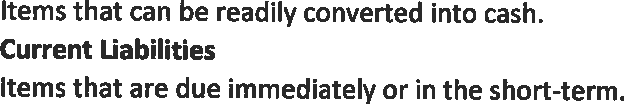 Items that can be readily converted into cash.
Current Liabilities
Items that are due immediately or in the short-term.